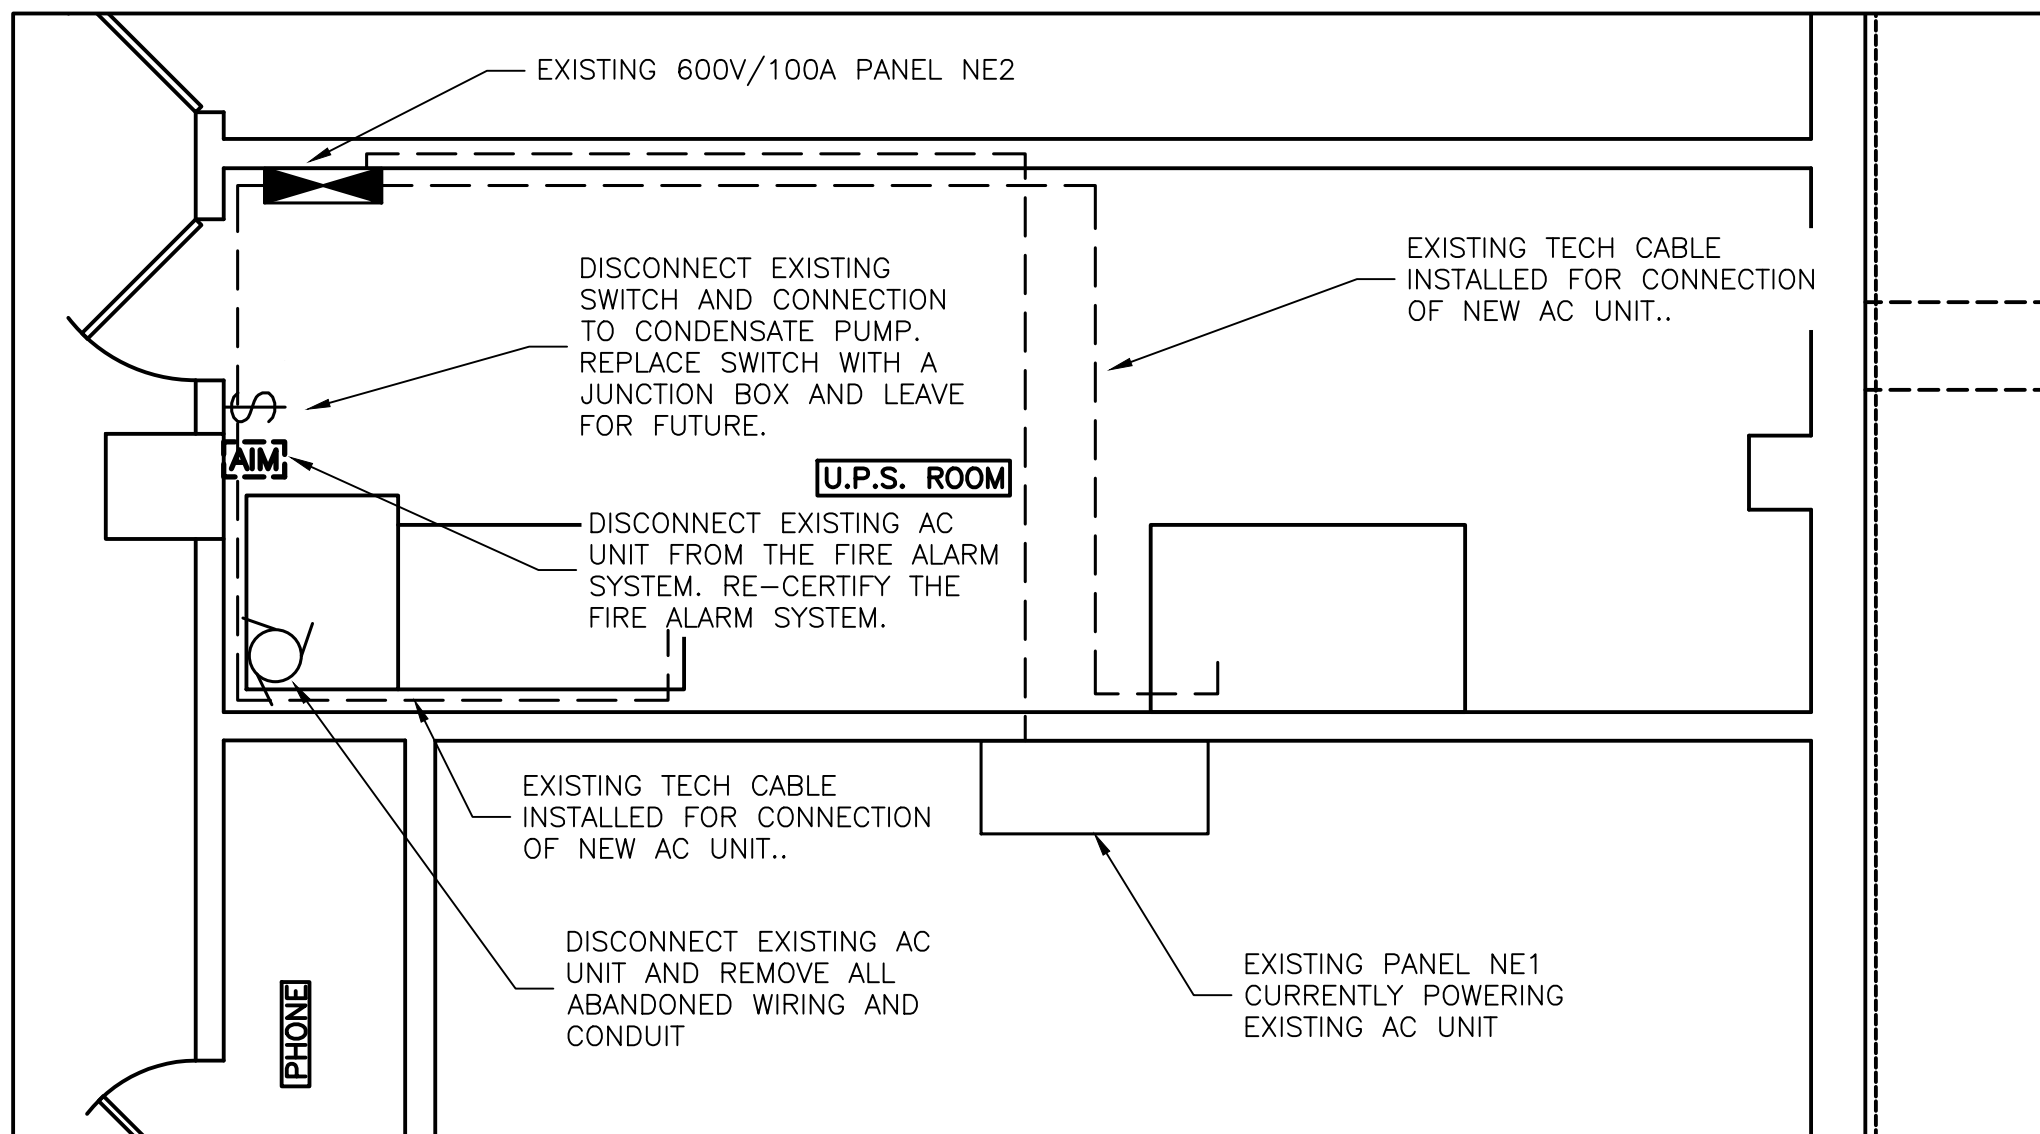 EXISTING 600V/100A PANEL NE2
DISCONNECT EXISTING
SWITCH AND CONNECTION
TO CONDENSATE PUMP.
REPLACE SWITCH WITH A
JUNCTION BOX AND LEAVE
FOR FUTURE.
EXISTING TECH CABLE
INSTALLED FOR CONNECTION
OF NEW AC UNIT..
S
AIM
U.P.S. ROOM
DISCONNECT EXISTING AC
UNIT FROM THE FIRE ALARM
SYSTEM. RE-CERTIFY THE
FIRE ALARM SYSTEM.
EXISTING TECH CABLE
INSTALLED FOR CONNECTION
OF NEW AC UNIT..
DISCONNECT EXISTING AC
UNIT AND REMOVE ALL
ABANDONED WIRING AND
CONDUIT
EXISTING PANEL NE1
CURRENTLY POWERING
EXISTING AC UNIT
PHONE